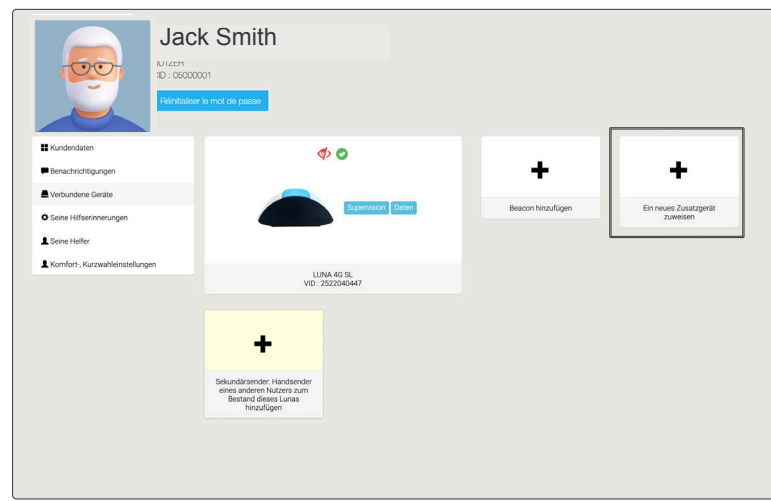 Jack Smith
NUTZER
CID : 05000001
Réinitialiser le mot de passe
Kundendaten
Benachrichtigungen
Verbundene Geräte
Seine Hilfserinnerungen
Seine Helfer
Komfort-, Kurzwahleinstellungen
Supervision Daten
LUNA 4G SL
VID : 2522040447
Beacon hinzufügen
Ein neues Zusatzgerät
zuweisen
Sekundärsender: Handsender
eines anderen Nutzers zum
Bestand dieses Lunas
hinzufügen